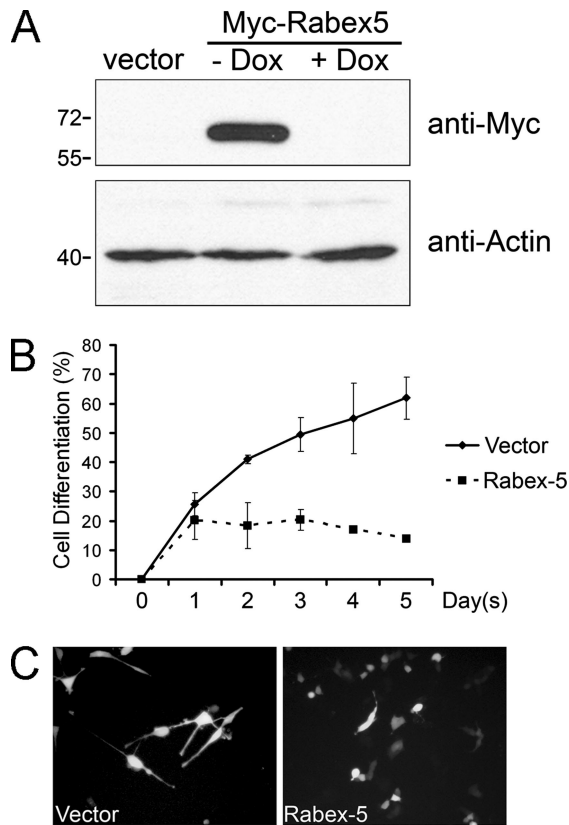 A
Myc-Rabex5
vector - Dox + Dox
72-
55-
anti-Myc
40-
anti-Actin
B
Cell Differentiation (%)
80
70
60
50
40
30
20
10
0
0 1 2 3 4 5 Day(s)
Vector
Rabex-5
C
Vector
Rabex-5